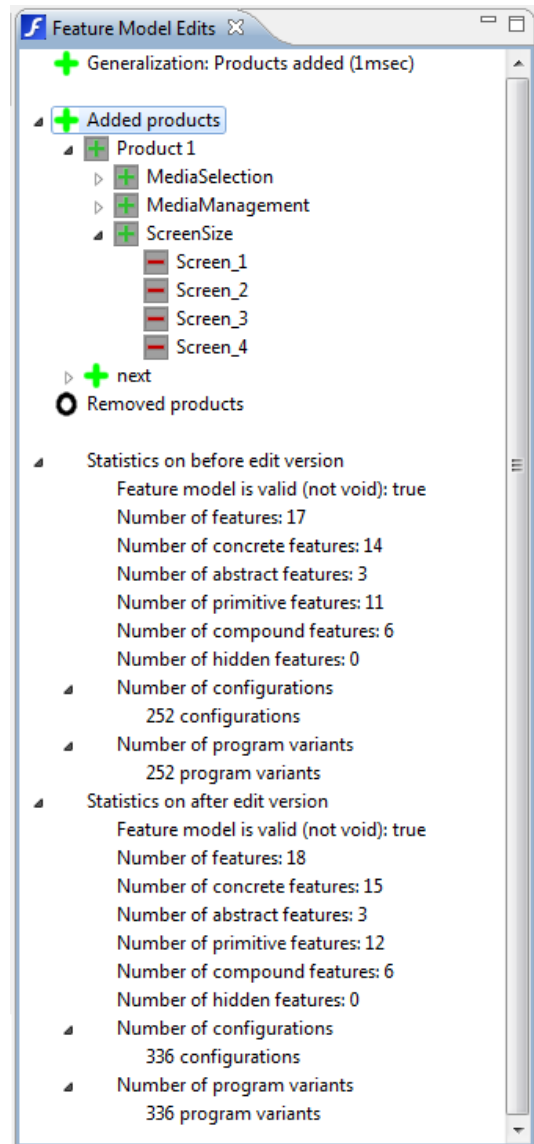 Feature Model Edits
Generalization: Products added (1msec)
Added products
Product 1
MediaSelection
MediaManagement
ScreenSize
Screen_1
Screen_2
Screen_3
Screen_4
next
Removed products
Statistics on before edit version
Feature model is valid (not void): true
Number of features: 17
Number of concrete features: 14
Number of abstract features: 3
Number of primitive features: 11
Number of compound features: 6
Number of hidden features: 0
Number of configurations
252 configurations
Number of program variants
252 program variants
Statistics on after edit version
Feature model is valid (not void): true
Number of features: 18
Number of concrete features: 15
Number of abstract features: 3
Number of primitive features: 12
Number of compound features: 6
Number of hidden features: 0
Number of configurations
336 configurations
Number of program variants
336 program variants